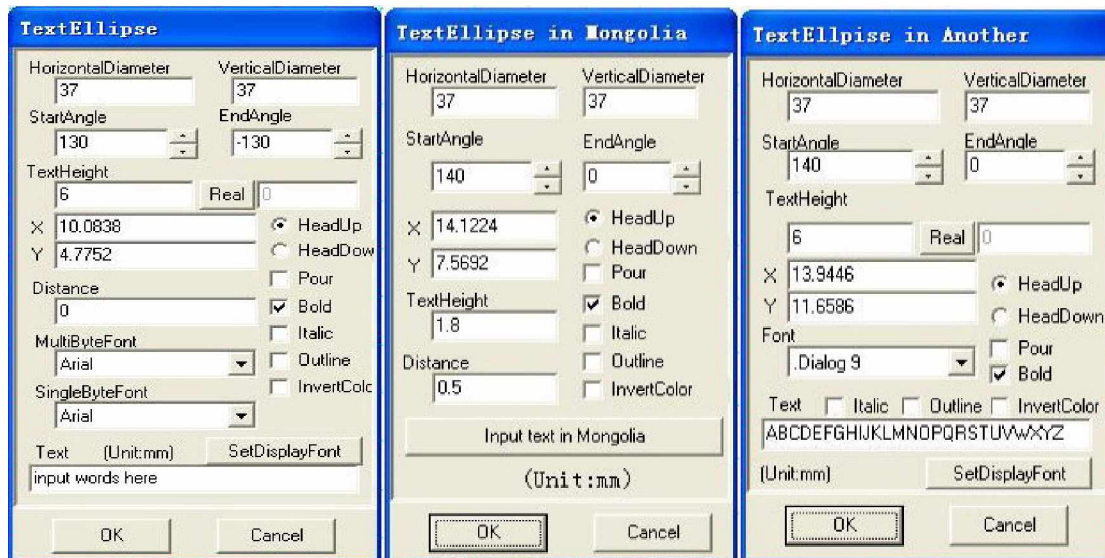 TextEllipse
HorizontalDiameter VerticalDiameter
37 37
StartAngle EndAngle
130 -130
TextHeight
6 Real 0
X 10.0838 HeadUp
Y 4.7752 HeadDow
Pour
Distance
0 Bold
MultiByteFont Italic
Arial Outline
SingleByteFont InvertColo
Arial
Text (Unit:mm) SetDisplayFont
input words here
OK Cancel
TextEllipse in Mongolia
HorizontalDiameter VerticalDiameter
37 37
StartAngle EndAngle
140 0
X 14.1224 HeadUp
HeadDown
Y 7.5692 Pour
TextHeight Bold
1.8 Italic
Distance Outline
0.5 InvertColor
Input text in Mongolia
(Unit:mm)
OK Cancel
TextEllpise in Another
HorizontalDiameter VerticalDiameter
37 37
StartAngle EndAngle
140 0
TextHeight
6 Real 0
X 13.9446 HeadUp
Y 11.6586 HeadDown
Font Pour
.Dialog 9 Bold
Text Italic Outline InvertColor
ABCDEFGHIJKLMNOPQRSTUVWXYZ
(Unit:mm) SetDisplayFont
OK Cancel